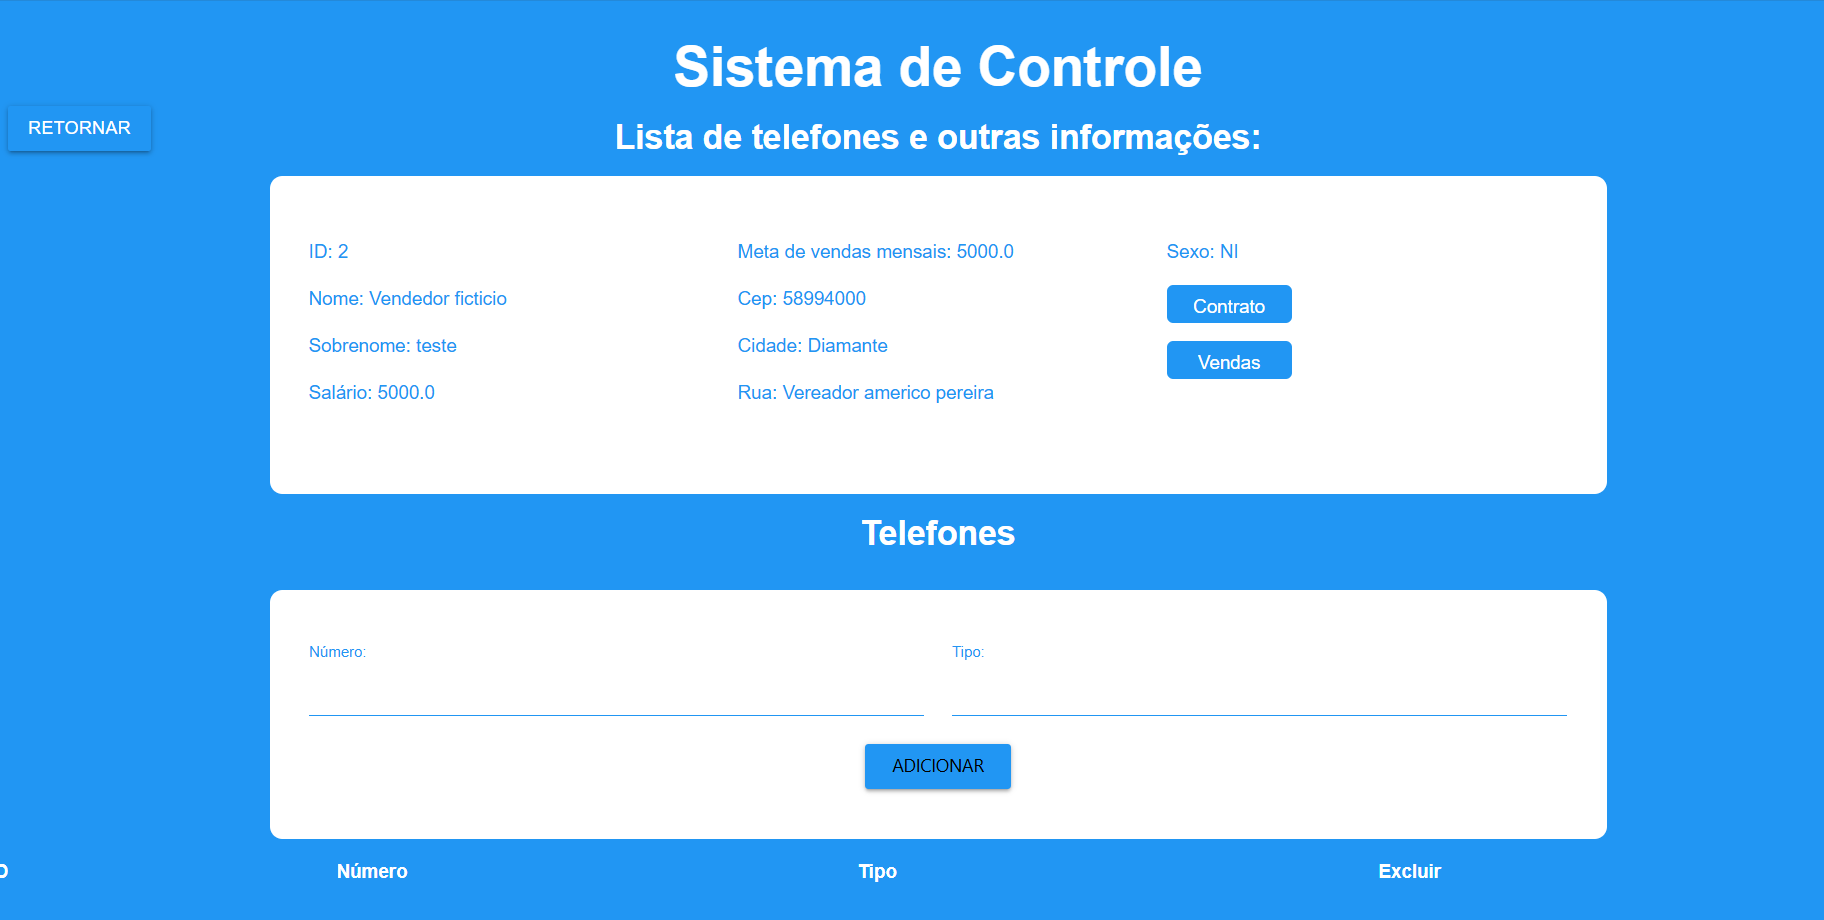 Sistema de Controle
RETORNAR
Lista de telefones e outras informações:
ID: 2
Nome: Vendedor ficticio
Sobrenome: teste
Salário: 5000.0
Meta de vendas mensais: 5000.0
Cep: 58994000
Cidade: Diamante
Rua: Vereador americo pereira
Sexo: NI
Contrato
Vendas
Telefones
Número:
Tipo:
ADICIONAR
Número Tipo Excluir